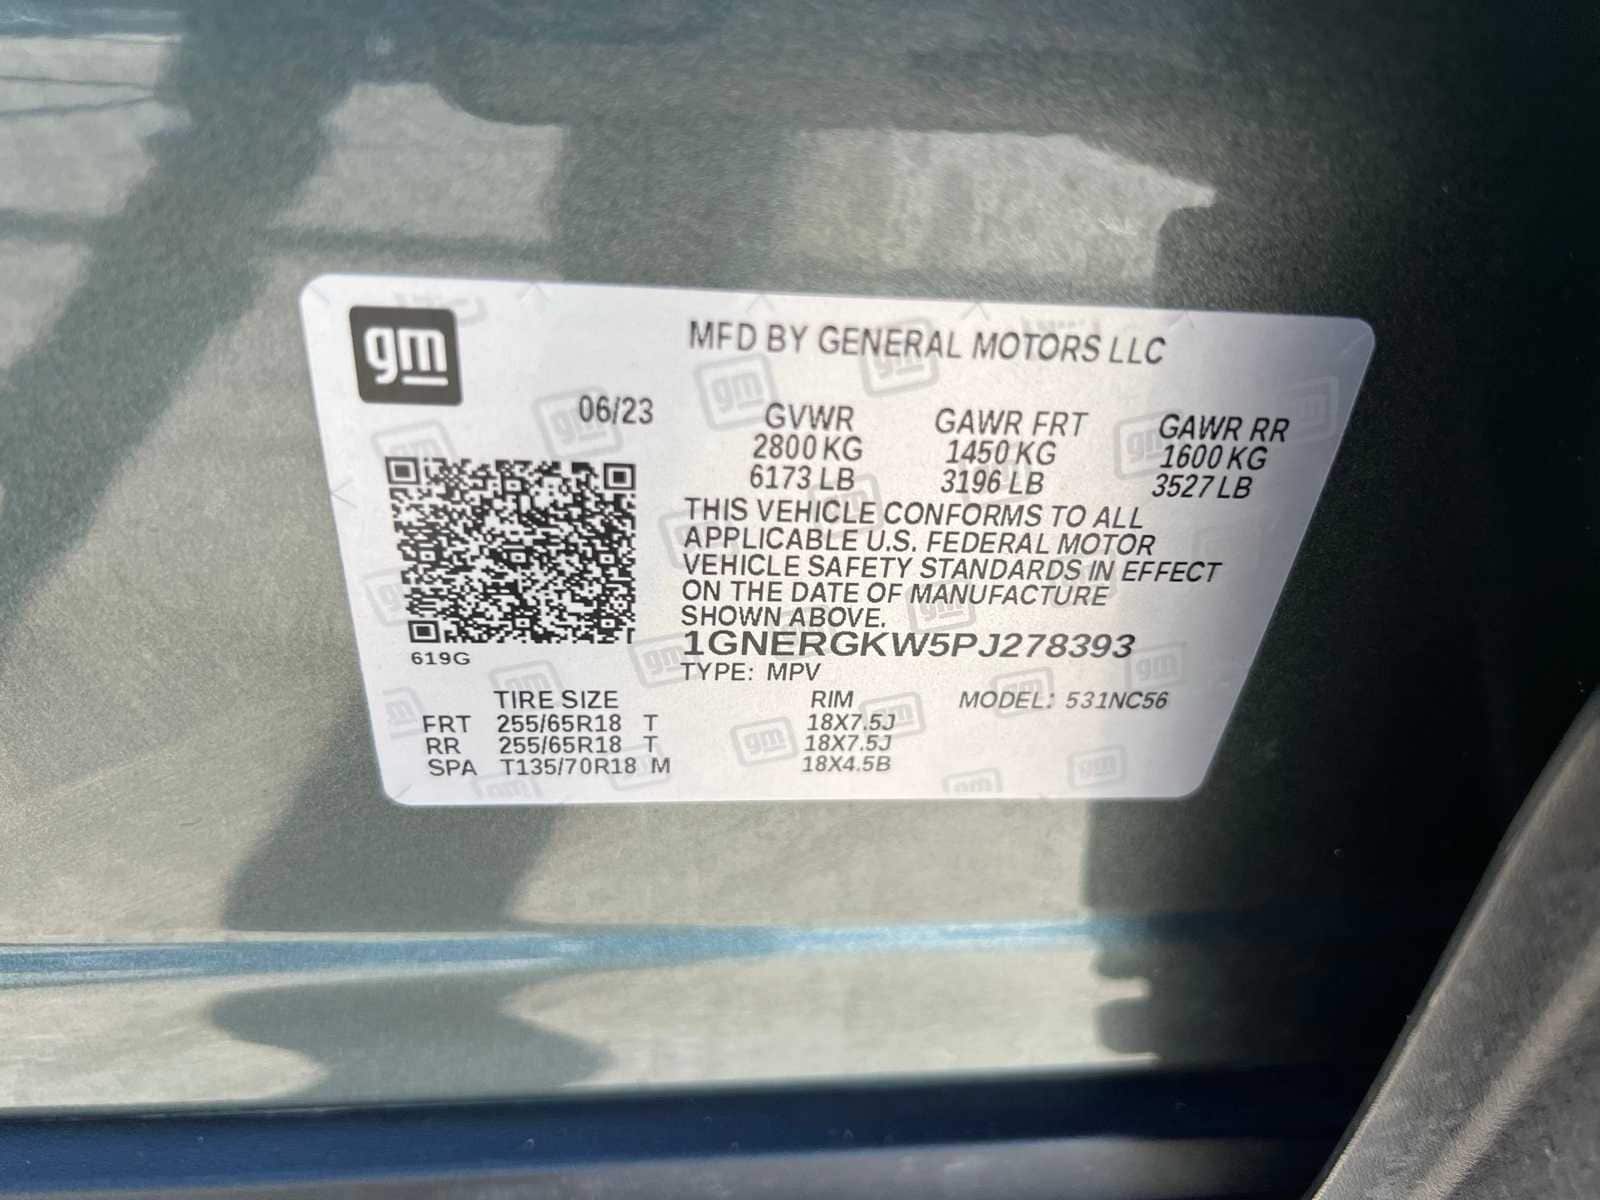 gm
MFD BY GENERAL MOTORS LLC
06/23
GVWR GAWR FRT GAWR RR
2800 KG 1450 KG 1600 KG
6173 LB 3196 LB 3527 LB
THIS VEHICLE CONFORMS TO ALL
APPLICABLE U.S. FEDERAL MOTOR
VEHICLE SAFETY STANDARDS IN EFFECT
ON THE DATE OF MANUFACTURE
SHOWN ABOVE.
1GNERGKW5PJ278393
619G
TYPE: MPV
TIRE SIZE RIM MODEL: 531NC56
FRT 255/65R18 T 18X7.5J
RR 255/65R18 T 18X7.5J
SPA T135/70R18 M 18X4.5B